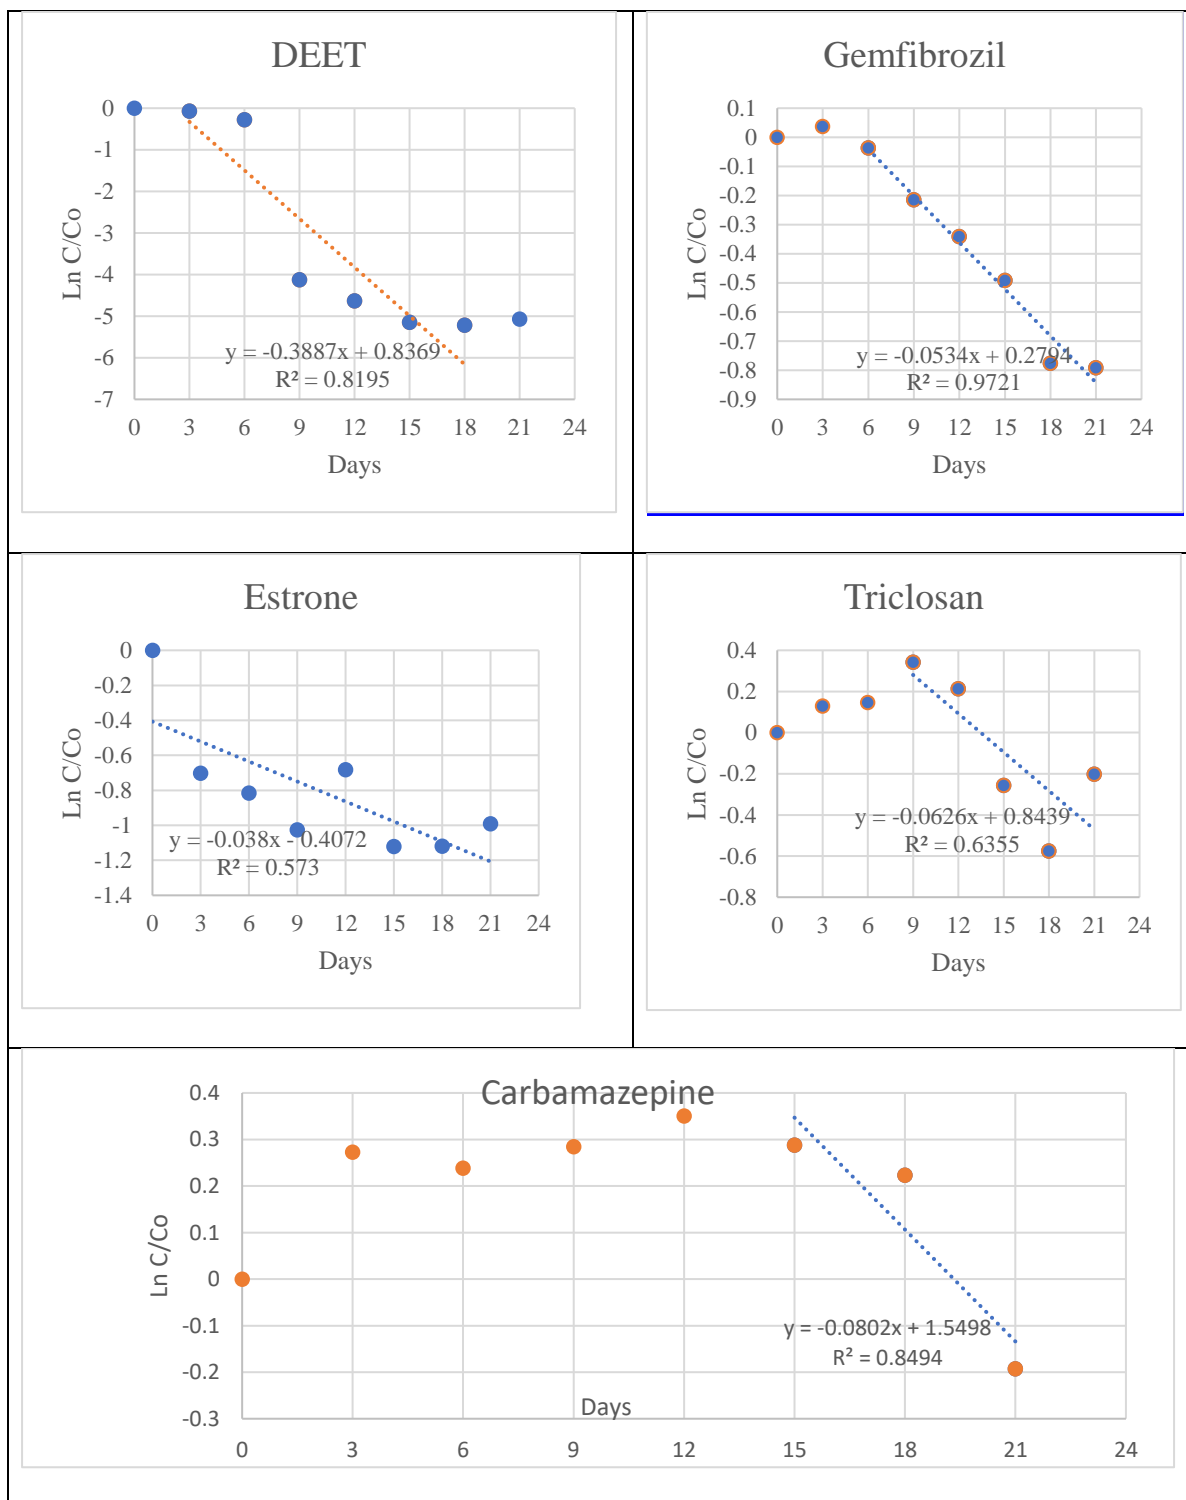 DEET
0
-1
-2
-3
-4
-5
-6
-7
Ln C/Co
y = -0.3887x + 0.8369
R² = 0.8195
0 3 6 9 12 15 18 21 24
Days
Gemfibrozil
0.1
0
-0.1
-0.2
-0.3
-0.4
-0.5
-0.6
-0.7
-0.8
-0.9
Ln C/Co
y = -0.0534x + 0.2794
R² = 0.9721
0 3 6 9 12 15 18 21 24
Days
Estrone
0
-0.2
-0.4
-0.6
-0.8
-1
-1.2
-1.4
Ln C/Co
y = -0.038x - 0.4072
R² = 0.573
0 3 6 9 12 15 18 21 24
Days
Triclosan
0.4
0.2
0
-0.2
-0.4
-0.6
-0.8
Ln C/Co
y = -0.0626x + 0.8439
R² = 0.6355
0 3 6 9 12 15 18 21 24
Days
Carbamazepine
0.4
0.3
0.2
0.1
0
-0.1
-0.2
-0.3
Ln C/Co
y = -0.0802x + 1.5498
R² = 0.8494
Days
0 3 6 9 12 15 18 21 24